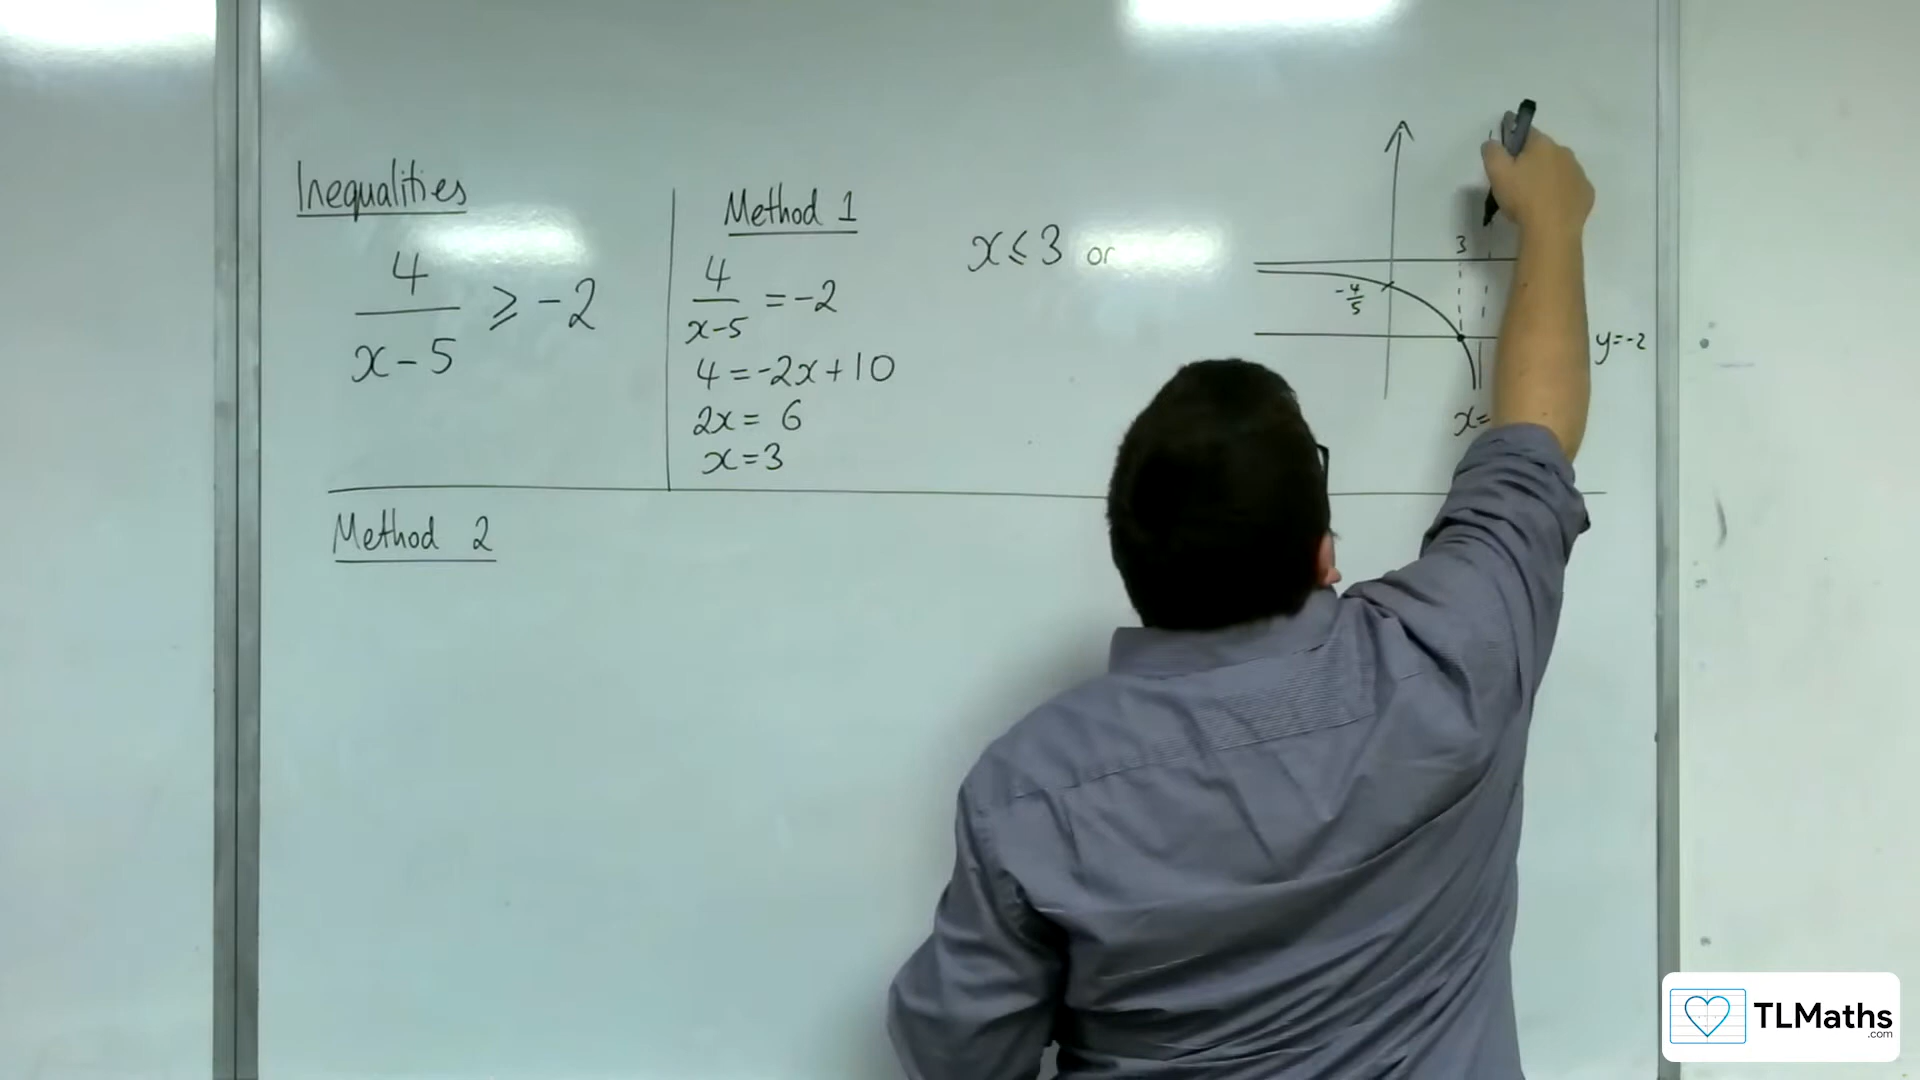 Inequalities
4
x-5
≥ -2
Method 1
4
x-5
=-2
4=-2x+10
2x= 6
x=3
x≤3 or
3
-4
5
y=-2
x=
Method 2
TLMaths
.com